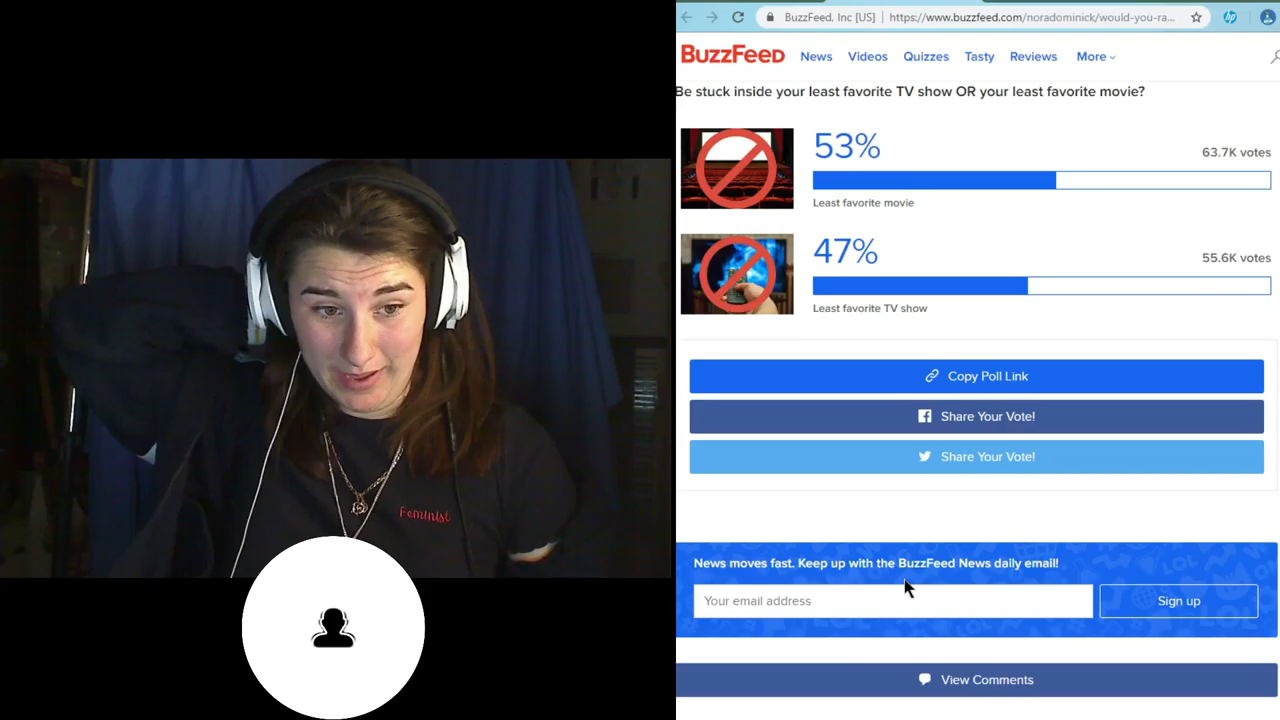 Feminist
BuzzFeed, Inc [US] | https://www.buzzfeed.com/noradominick/would-you-ra...
BuzzFeed News Videos Quizzes Tasty Reviews More
Be stuck inside your least favorite TV show OR your least favorite movie?
53%
63.7K votes
Least favorite movie
47%
55.6K votes
Least favorite TV show
Copy Poll Link
Share Your Vote!
Share Your Vote!
News moves fast. Keep up with the BuzzFeed News daily email!
Your email address
Sign up
View Comments